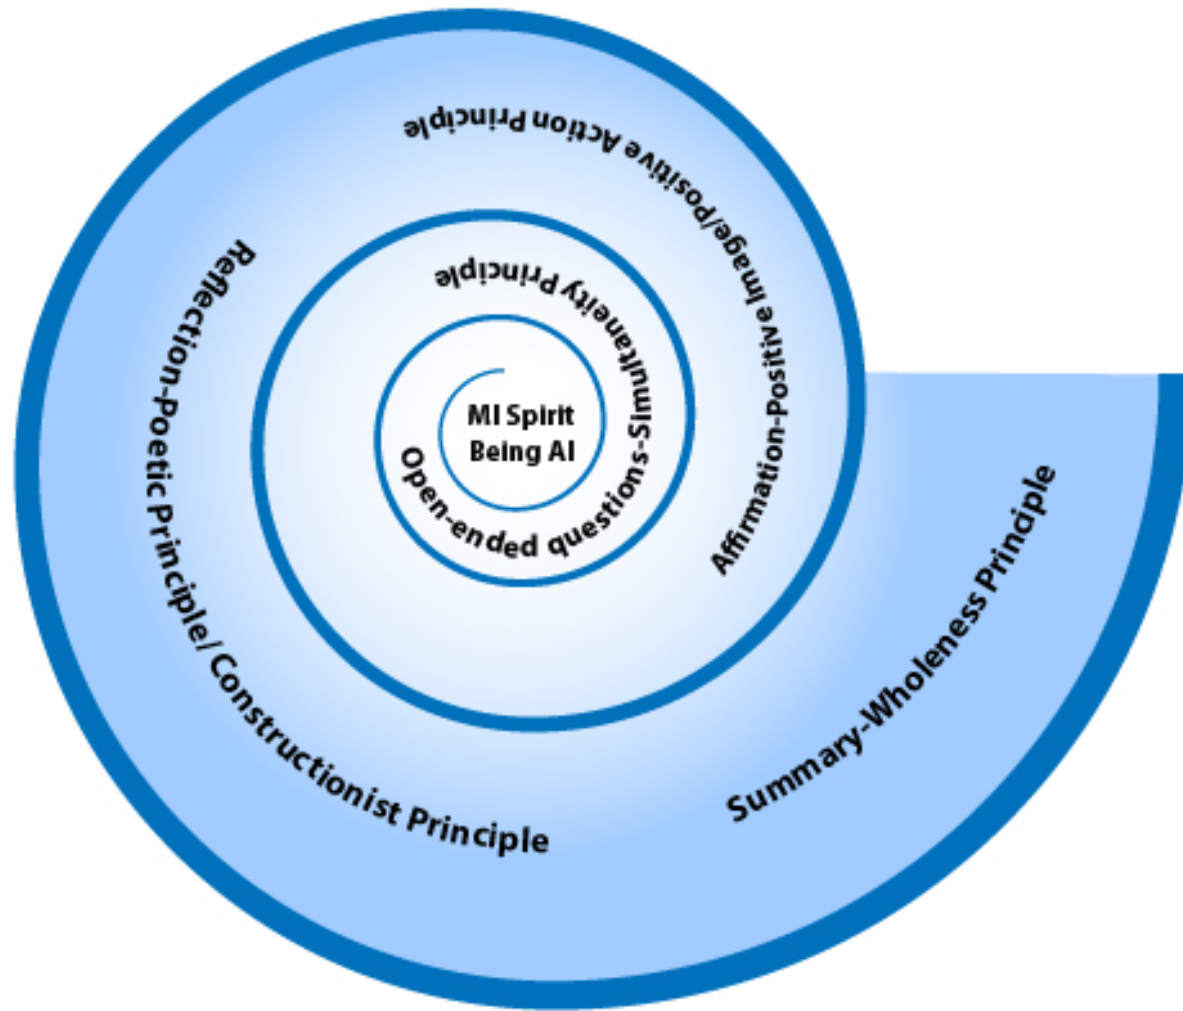 MI Spirit
Being AI
Open-ended questions-Simultaneity Principle
Affirmation-Positive Image/Positive Action Principle
Reflection-Poetic Principle/Constructionist Principle
Summary-Wholeness Principle